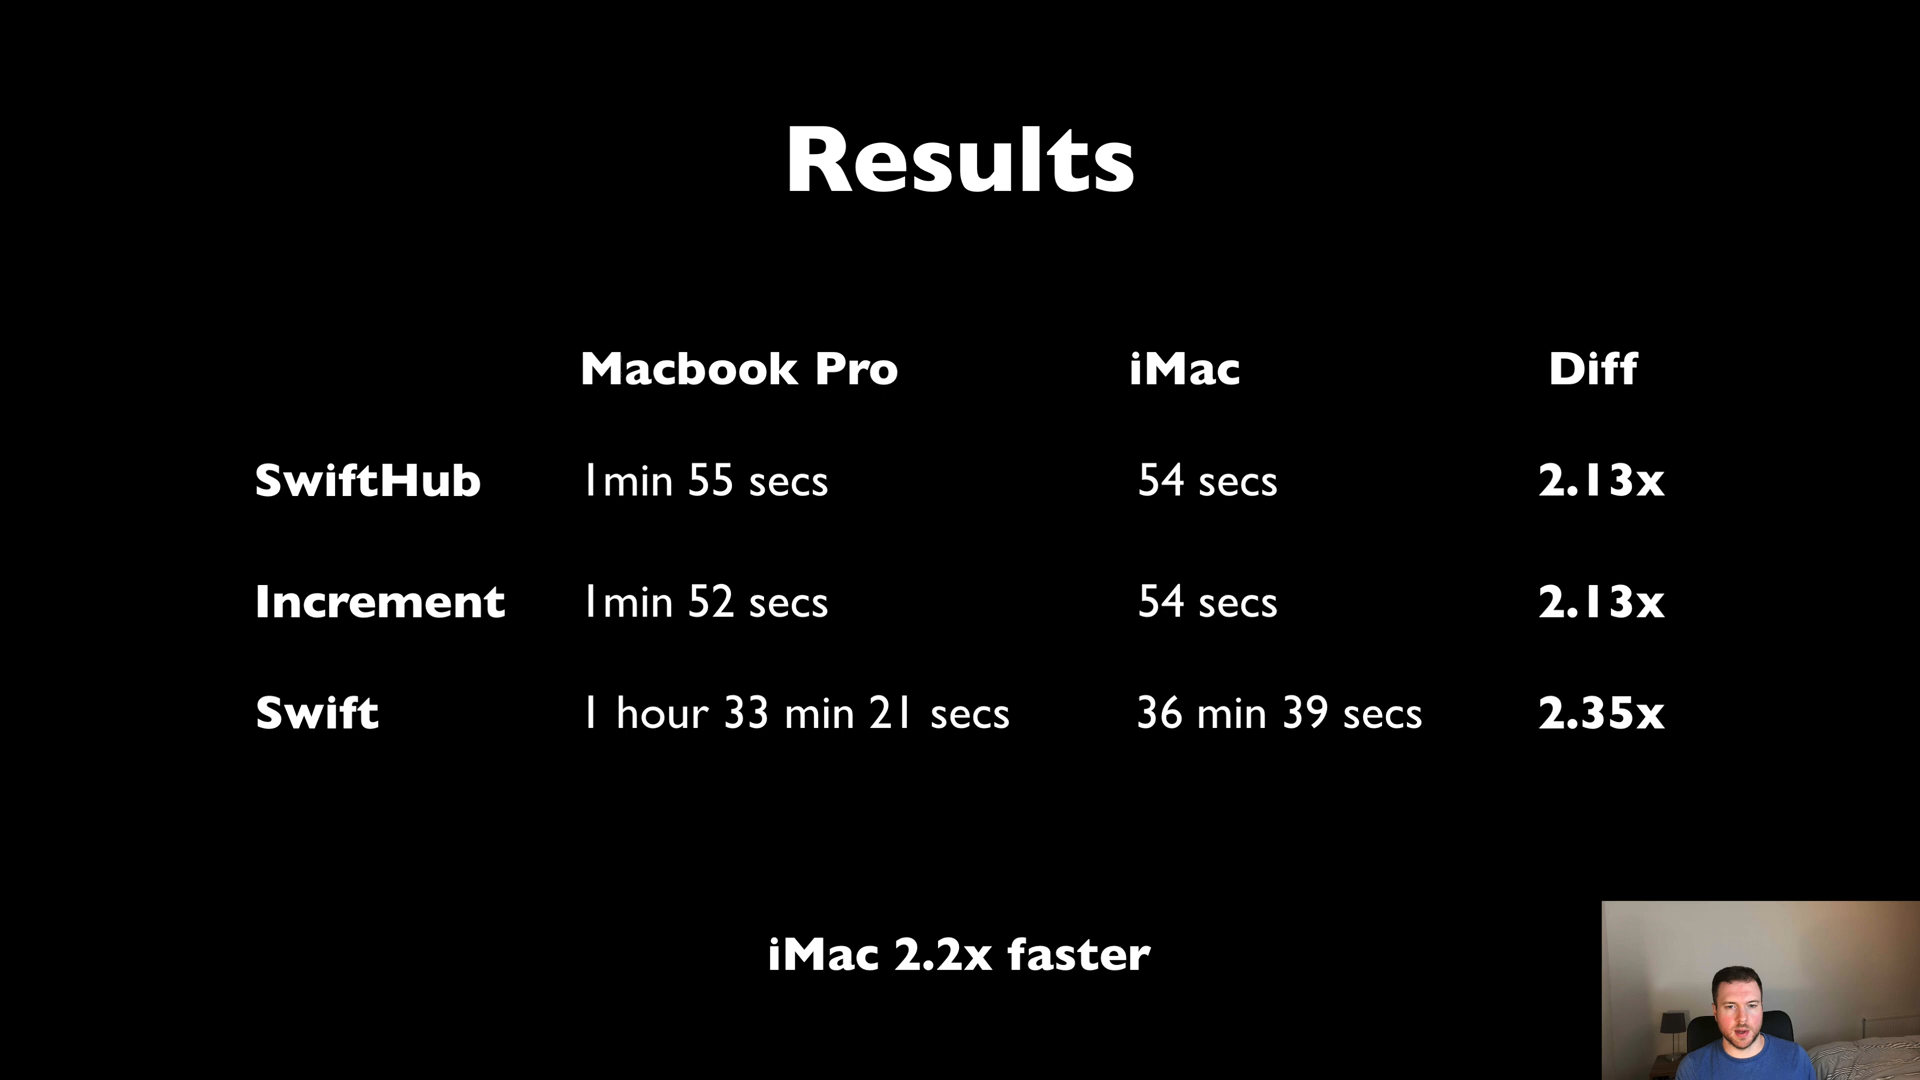 Results
Macbook Pro iMac Diff
SwiftHub 1min 55 secs 54 secs 2.13x
Increment 1min 52 secs 54 secs 2.13x
Swift 1 hour 33 min 21 secs 36 min 39 secs 2.35x
iMac 2.2x faster